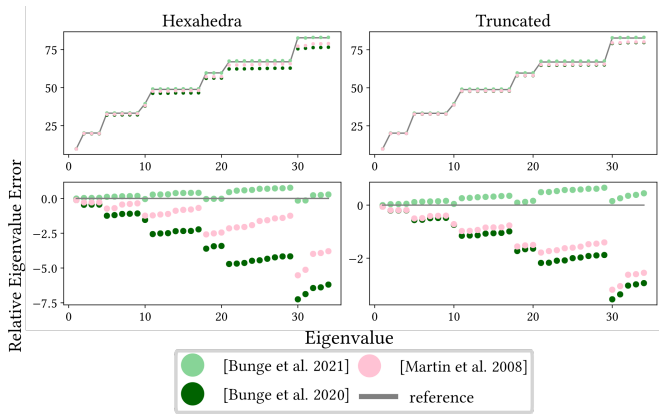 Hexahedra
Truncated
75
50
25
0 10 20 30
75
50
25
0 10 20 30
Relative Eigenvalue Error
0.0
−2.5
−5.0
−7.5
0 10 20 30
0
−2
0 10 20 30
Eigenvalue
[Bunge et al. 2021]
[Martin et al. 2008]
[Bunge et al. 2020]
reference